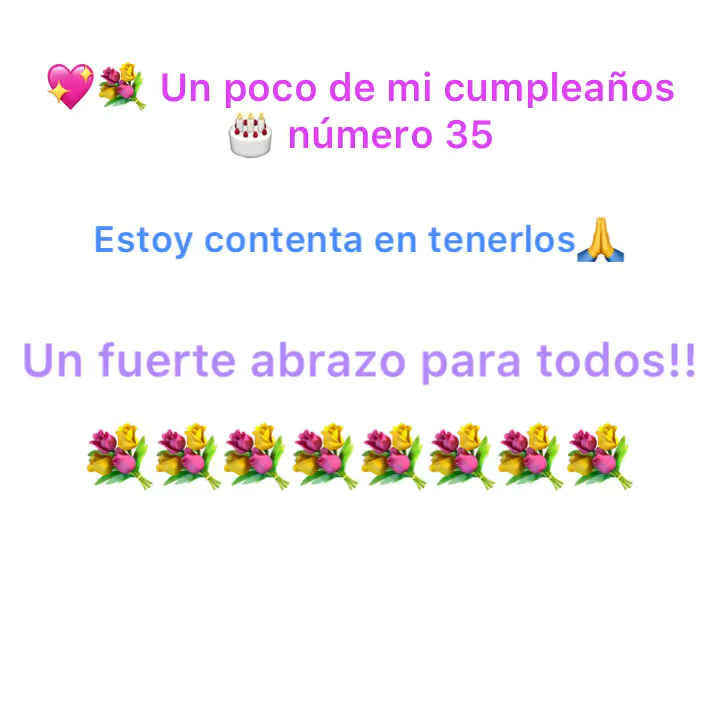 💖💐 Un poco de mi cumpleaños
🎂 número 35
Estoy contenta en tenerlos🙏
Un fuerte abrazo para todos!!
💐💐💐💐💐💐💐💐